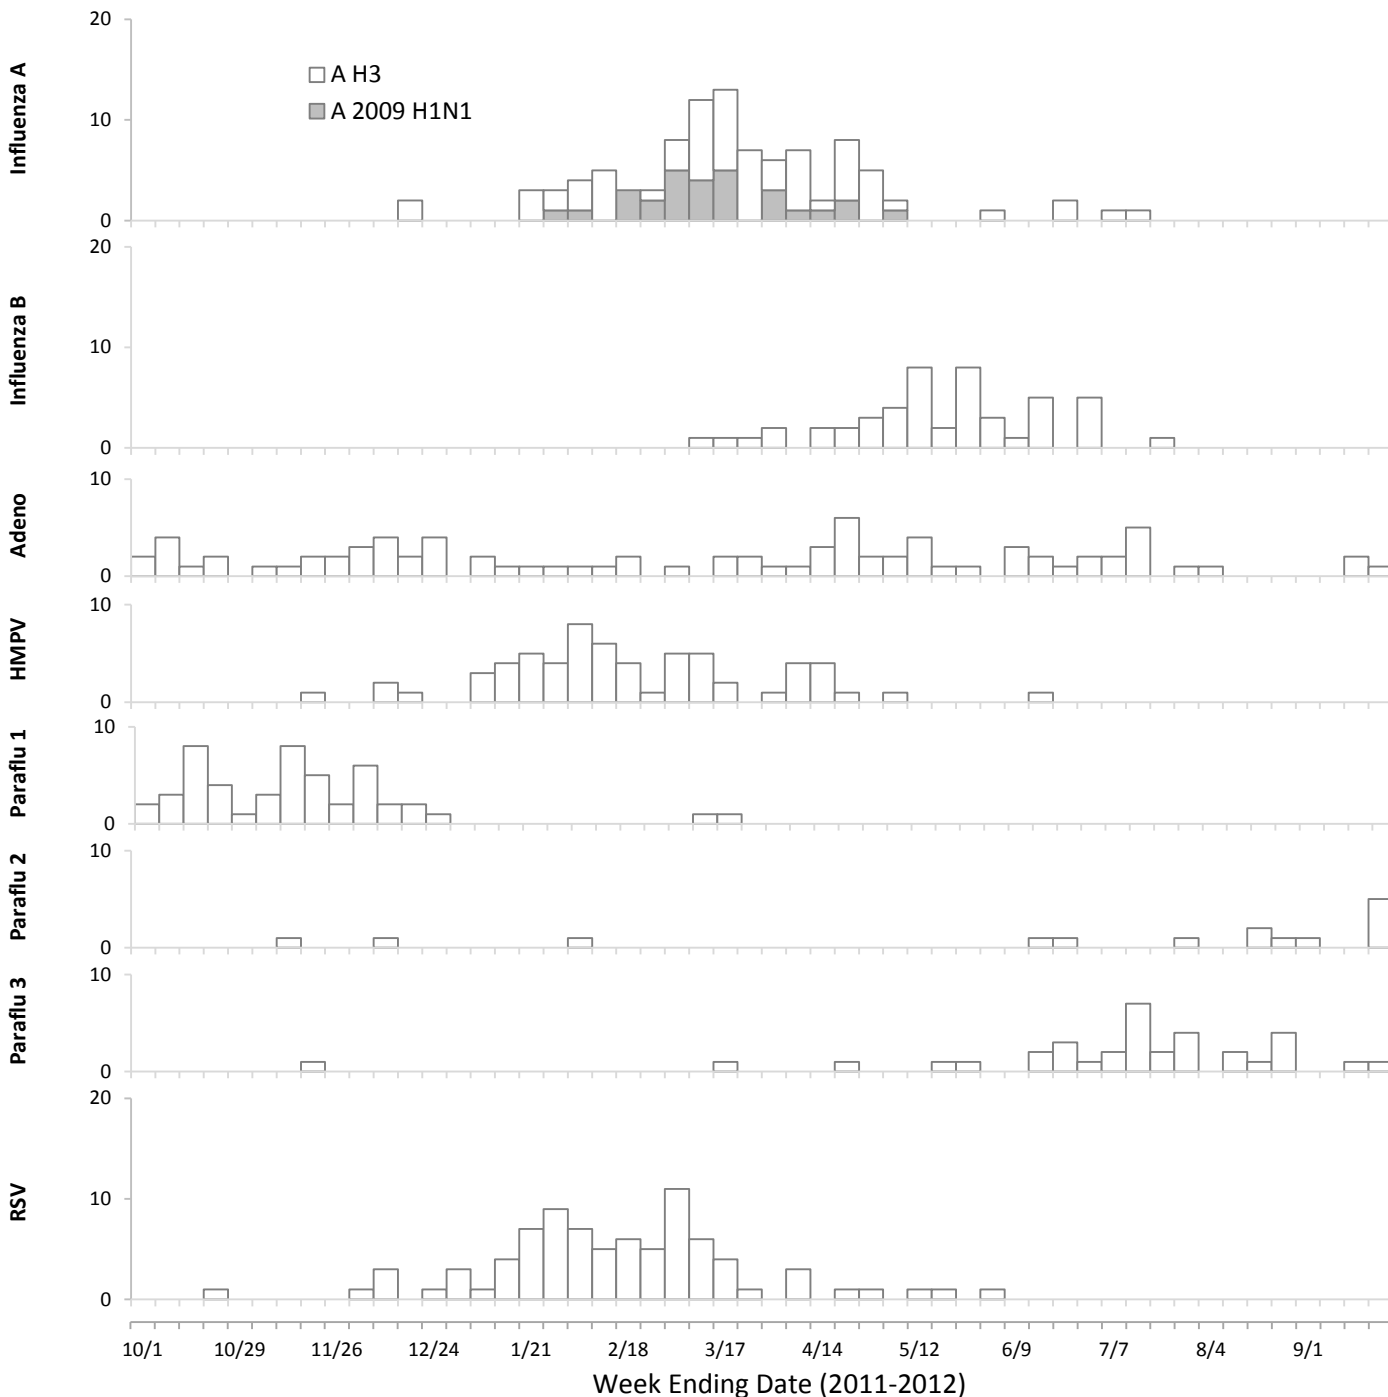 Influenza A
20
10
0
A H3
A 2009 H1N1
Influenza B
20
10
0
Adeno
10
0
HMPV
10
0
Paraflu 1
10
0
Paraflu 2
10
0
Paraflu 3
10
0
RSV
20
10
0
10/1 10/29 11/26 12/24 1/21 2/18 3/17 4/14 5/12 6/9 7/7 8/4 9/1
Week Ending Date (2011-2012)